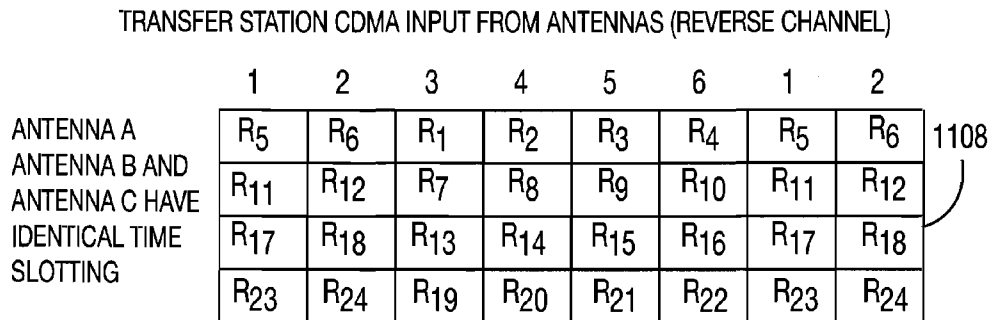 TRANSFER STATION CDMA INPUT FROM ANTENNAS (REVERSE CHANNEL)
1 2 3 4 5 6 1 2
ANTENNA A
ANTENNA B AND
ANTENNA C HAVE
IDENTICAL TIME
SLOTTING
R5 R6 R1 R2 R3 R4 R5 R6
R11 R12 R7 R8 R9 R10 R11 R12
R17 R18 R13 R14 R15 R16 R17 R18
R23 R24 R19 R20 R21 R22 R23 R24
1108